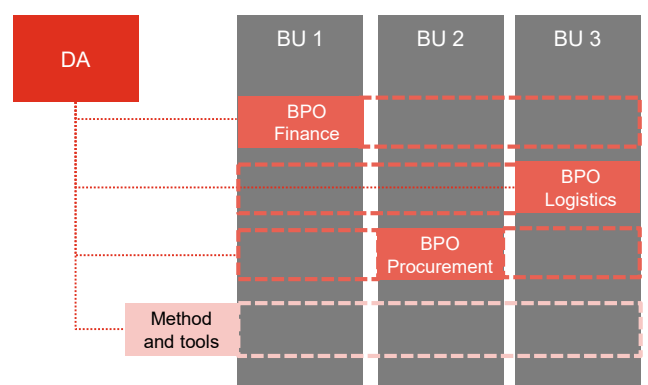 DA
BU 1
BU 2
BU 3
BPO
Finance
BPO
Logistics
BPO
Procurement
Method
and tools